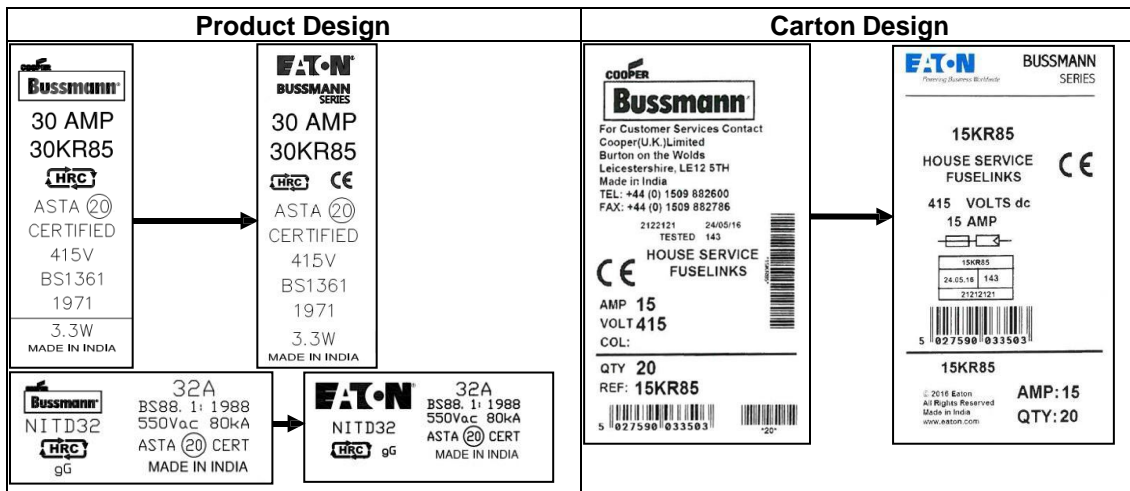 Product Design
COOPER
Bussmann
30 AMP
30KR85
HRC
ASTA 20
CERTIFIED
415V
BS1361
1971
3.3W
MADE IN INDIA
EATON
BUSSMANN
SERIES
30 AMP
30KR85
HRC CE
ASTA 20
CERTIFIED
415V
BS1361
1971
3.3W
MADE IN INDIA
Bussmann
NITD32
HRC
gG
32A
BS88. 1: 1988
550Vac 80kA
ASTA 20 CERT
MADE IN INDIA
EATON
NITD32
HRC gG
32A
BS88. 1: 1988
550Vac 80kA
ASTA 20 CERT
MADE IN INDIA
Carton Design
COOPER
Bussmann
For Customer Services Contact
Cooper(U.K.)Limited
Burton on the Wolds
Leicestershire, LE12 5TH
Made in India
TEL: +44 (0) 1509 882600
FAX: +44 (0) 1509 882786
2122121 24/05/16
TESTED 143
HOUSE SERVICE
FUSELINKS
CE
AMP 15
VOLT 415
COL:
QTY 20
REF: 15KR85
5 027590 033503
*20*
EATON
Powering Business Worldwide
BUSSMANN
SERIES
15KR85
HOUSE SERVICE
FUSELINKS
CE
415 VOLTS dc
15 AMP
15KR85
24.05.16 143
21212121
5 027590 033503
15KR85
© 2016 Eaton
All Rights Reserved
Made in India
www.eaton.com
AMP: 15
QTY: 20